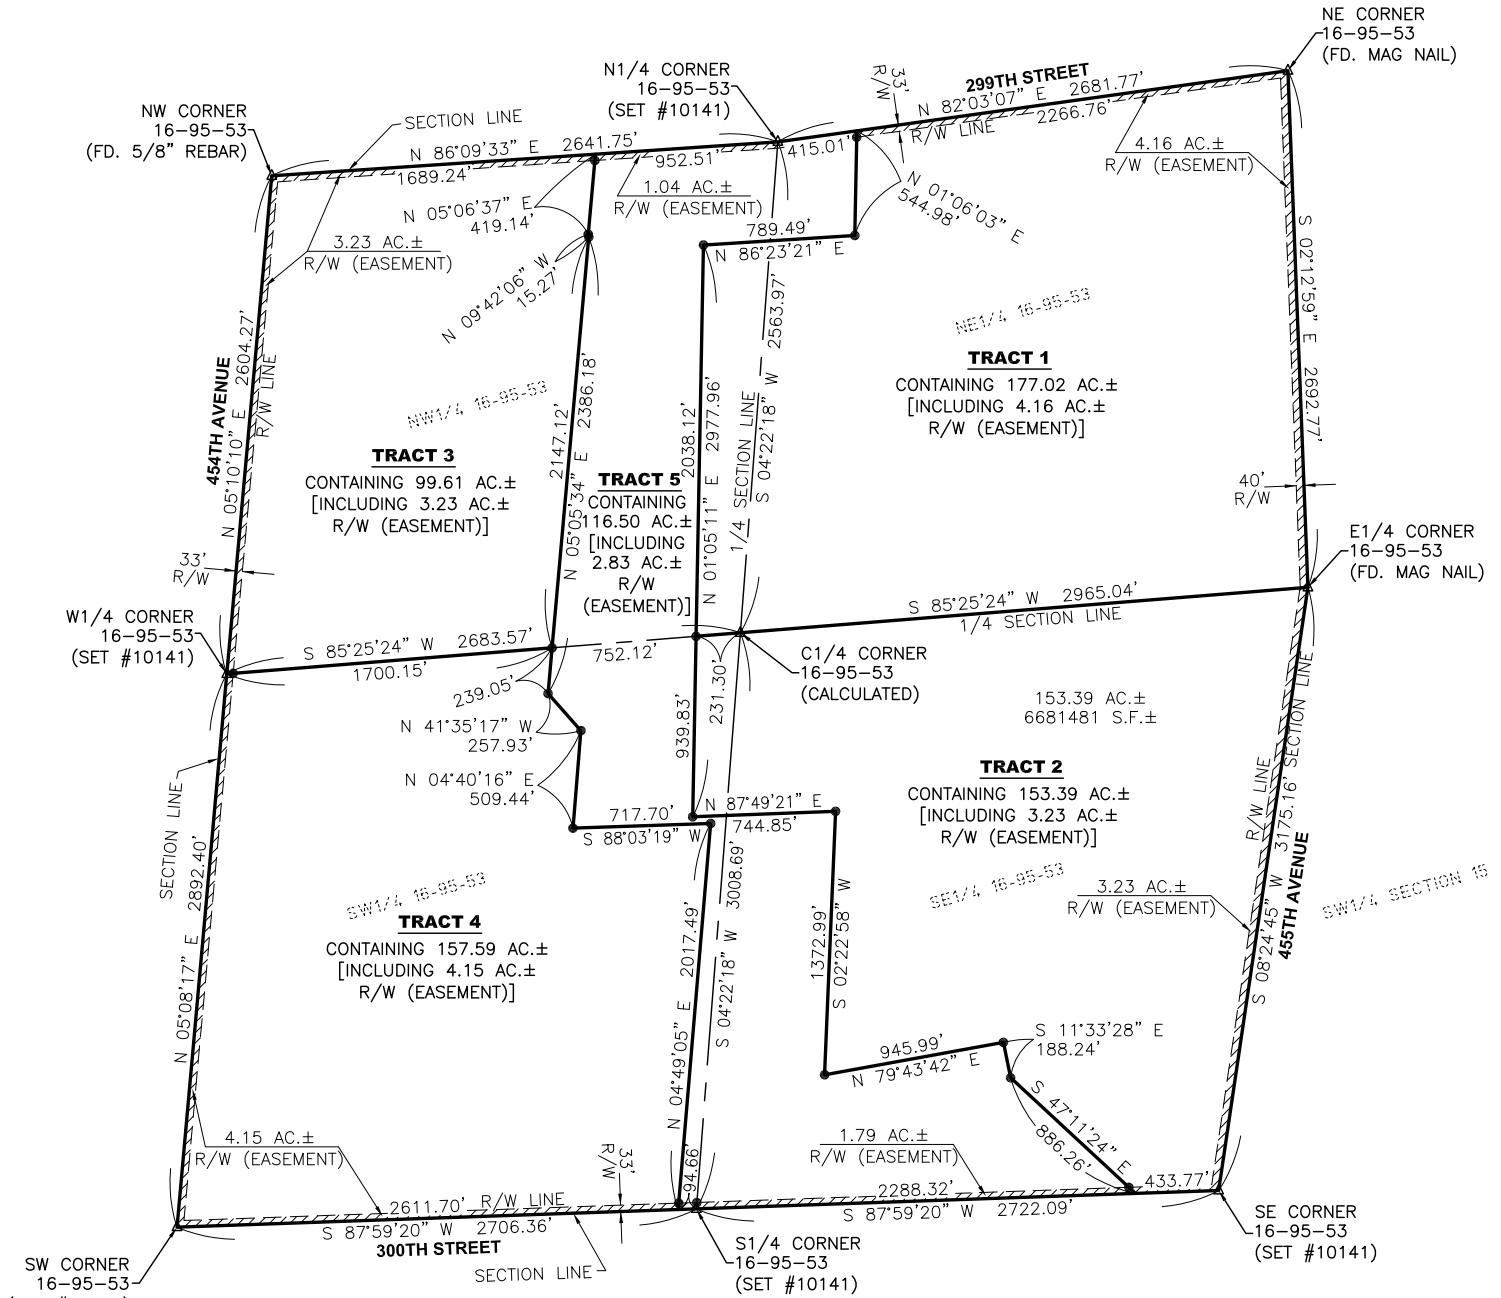 NE CORNER
16-95-53
(FD. MAG NAIL)
N1/4 CORNER
16-95-53
(SET #10141)
33'
R/W
299TH STREET
N 82°03'07" E 2681.77'
R/W LINE 2266.76'
NW CORNER
16-95-53
(FD. 5/8" REBAR)
SECTION LINE
N 86°09'33" E 2641.75'
1689.24'
952.51'
415.01'
4.16 AC.±
R/W (EASEMENT)
1.04 AC.±
R/W (EASEMENT)
N 05°06'37" E
419.14'
N 01°06'03" E
544.98'
789.49'
N 86°23'21" E
3.23 AC.±
R/W (EASEMENT)
N 09°42'06" W
15.27'
S 02°12'59" E 2692.77'
NE1/4 16-95-53
NW1/4 16-95-53
454TH AVENUE
N 05°10'10" E 2604.27'
R/W LINE
2147.12'
N 05°05'34" E 2386.18'
2038.12'
N 01°05'11" E 2977.96'
1/4 SECTION LINE
S 04°22'18" W 2563.97'
TRACT 1
CONTAINING 177.02 AC.±
[INCLUDING 4.16 AC.±
R/W (EASEMENT)]
TRACT 3
CONTAINING 99.61 AC.±
[INCLUDING 3.23 AC.±
R/W (EASEMENT)]
TRACT 5
CONTAINING
116.50 AC.±
[INCLUDING
2.83 AC.±
R/W
(EASEMENT)]
40'
R/W
33'
R/W
E1/4 CORNER
16-95-53
(FD. MAG NAIL)
W1/4 CORNER
16-95-53
(SET #10141)
S 85°25'24" W 2965.04'
1/4 SECTION LINE
S 85°25'24" W 2683.57'
1700.15'
752.12'
231.30'
C1/4 CORNER
16-95-53
(CALCULATED)
239.05'
N 41°35'17" W
257.93'
N 04°40'16" E
509.44'
939.83'
153.39 AC.±
6681481 S.F.±
TRACT 2
CONTAINING 153.39 AC.±
[INCLUDING 3.23 AC.±
R/W (EASEMENT)]
717.70'
S 88°03'19" W
N 87°49'21" E
744.85'
SECTION LINE
N 05°08'17" E 2892.40'
SW1/4 16-95-53
SE1/4 16-95-53
SW1/4 SECTION 15
3.23 AC.±
R/W (EASEMENT)
R/W LINE
S 08°24'45" W 3175.16' SECTION LINE
455TH AVENUE
TRACT 4
CONTAINING 157.59 AC.±
[INCLUDING 4.15 AC.±
R/W (EASEMENT)]
N 04°49'05" E 2017.49'
S 04°22'18" W 3008.69'
1372.99'
S 02°22'58" W
945.99'
N 79°43'42" E
S 11°33'28" E
188.24'
S 47°11'24" E
886.26'
4.15 AC.±
R/W (EASEMENT)
33'
R/W
94.66'
1.79 AC.±
R/W (EASEMENT)
2611.70' R/W LINE
S 87°59'20" W 2706.36'
300TH STREET
SECTION LINE
2288.32'
433.77'
S 87°59'20" W 2722.09'
SW CORNER
16-95-53
S1/4 CORNER
16-95-53
(SET #10141)
SE CORNER
16-95-53
(SET #10141)